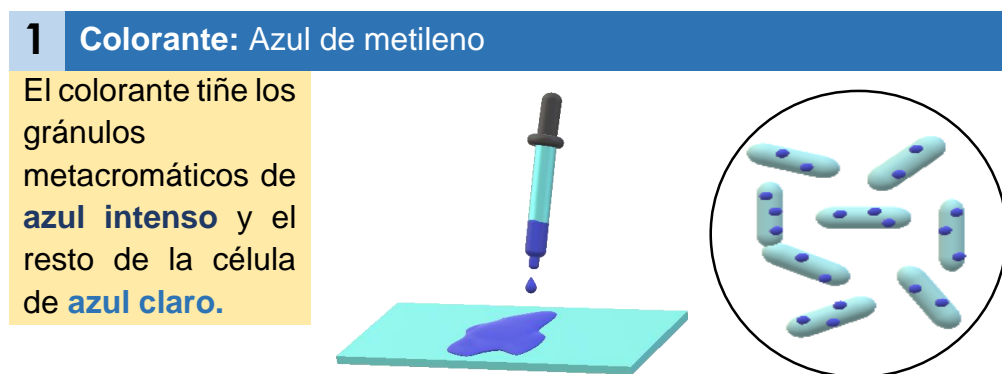 1 Colorante: Azul de metileno
El colorante tiñe los
gránulos
metacromáticos de
azul intenso y el
resto de la célula
de azul claro.